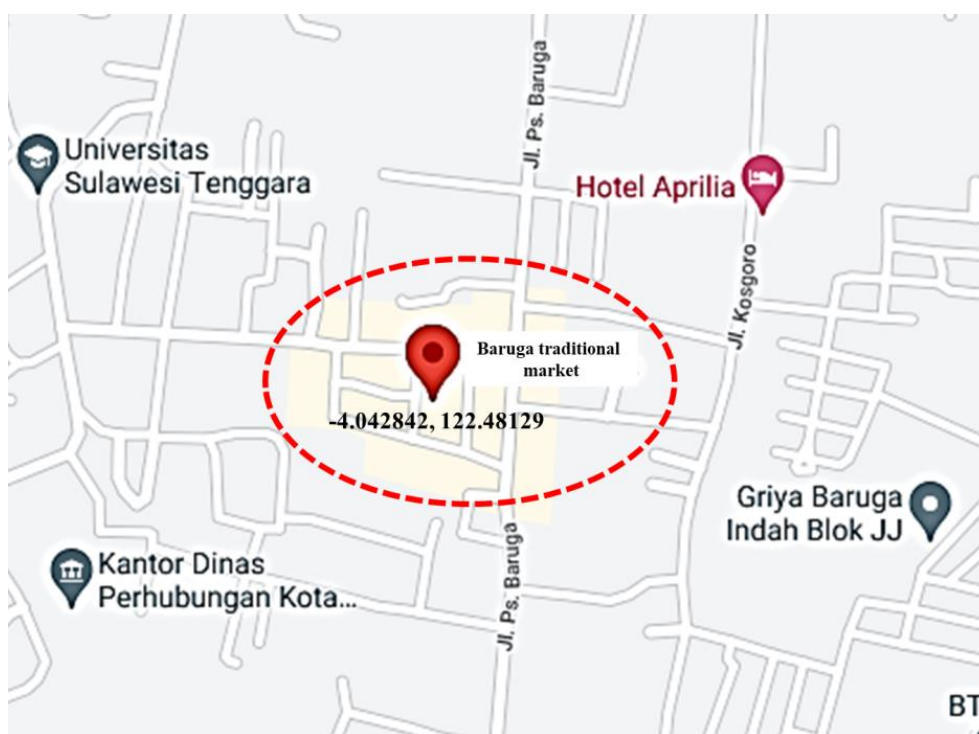 Jl. Ps. Baruga
Universitas
Sulawesi Tenggara
Hotel Aprilia
Jl. Kosgoro
Baruga traditional
market
-4.042842, 122.48129
Griya Baruga
Indah Blok JJ
Kantor Dinas
Perhubungan Kota...
Jl. Ps. Baruga
BT